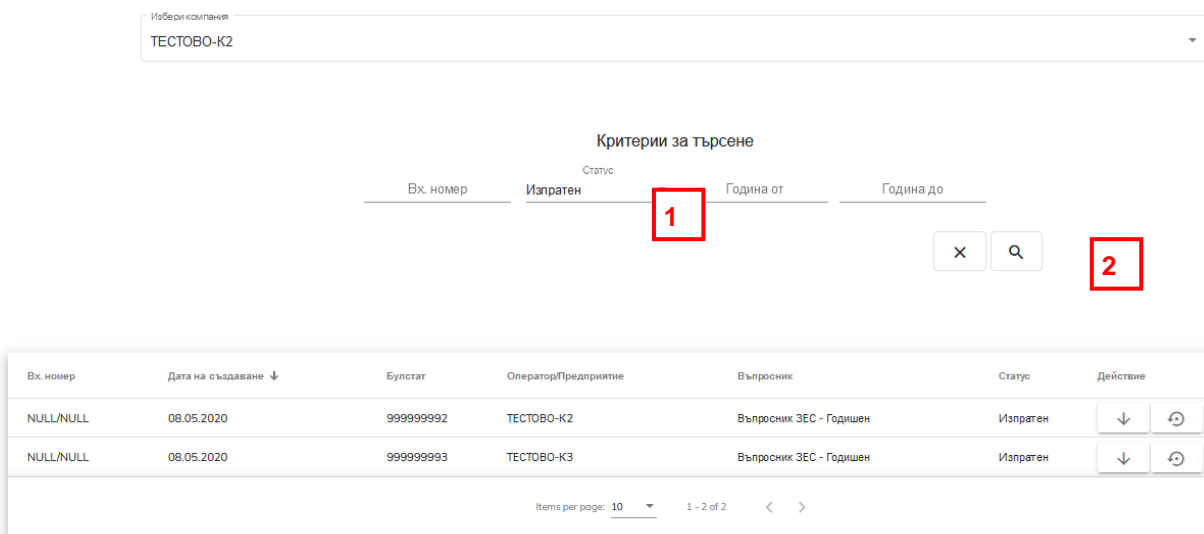 Избери компания
ТЕСТОВО-К2
Критерии за търсене
Статус
Вх. номер Изпратен Година от Година до
1
2
Вх. номер Дата на създаване Булстат Оператор/Предприятие Въпросник Статус Действие
NULL/NULL 08.05.2020 999999992 ТЕСТОВО-К2 Въпросник ЗЕС - Годишен Изпратен
NULL/NULL 08.05.2020 999999993 ТЕСТОВО-К3 Въпросник ЗЕС - Годишен Изпратен
Items per page: 10 1 - 2 of 2